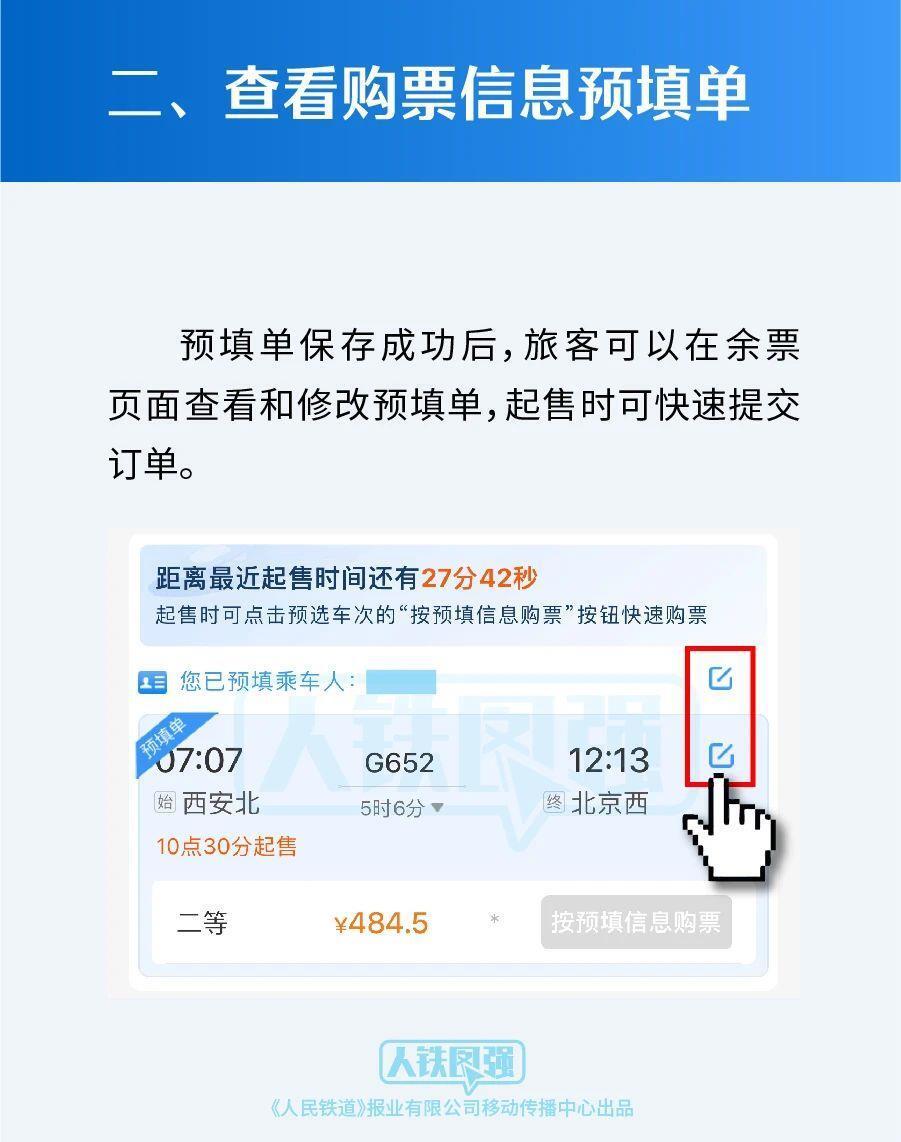 二、查看购票信息预填单
预填单保存成功后,旅客可以在余票
页面查看和修改预填单,起售时可快速提交
订单。
距离最近起售时间还有27分42秒
起售时可点击预选车次的“按预填信息购票”按钮快速购票
您已预填乘车人:
预填单
07:07 G652 12:13
始 西安北 5时6分 终 北京西
10点30分起售
二等 ¥484.5 * 按预填信息购票
人铁图强
人铁图强
《人民铁道》报业有限公司移动传播中心出品